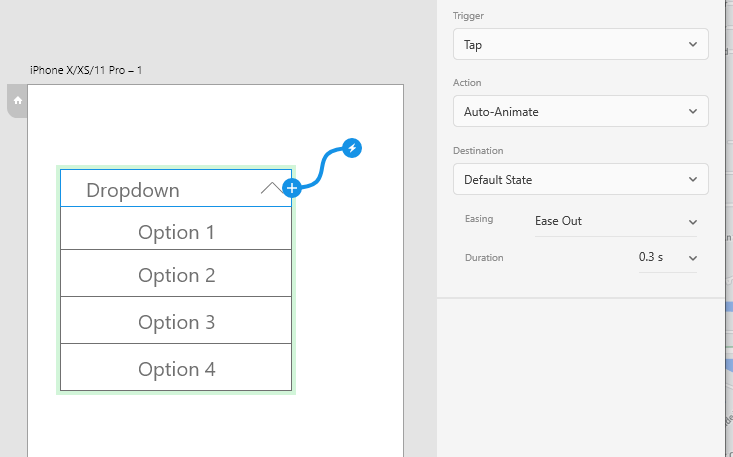 Trigger
Tap
iPhone X/XS/11 Pro – 1
Action
Auto-Animate
Destination
Default State
Dropdown
Easing
Ease Out
Option 1
Duration
0.3 s
Option 2
Option 3
Option 4